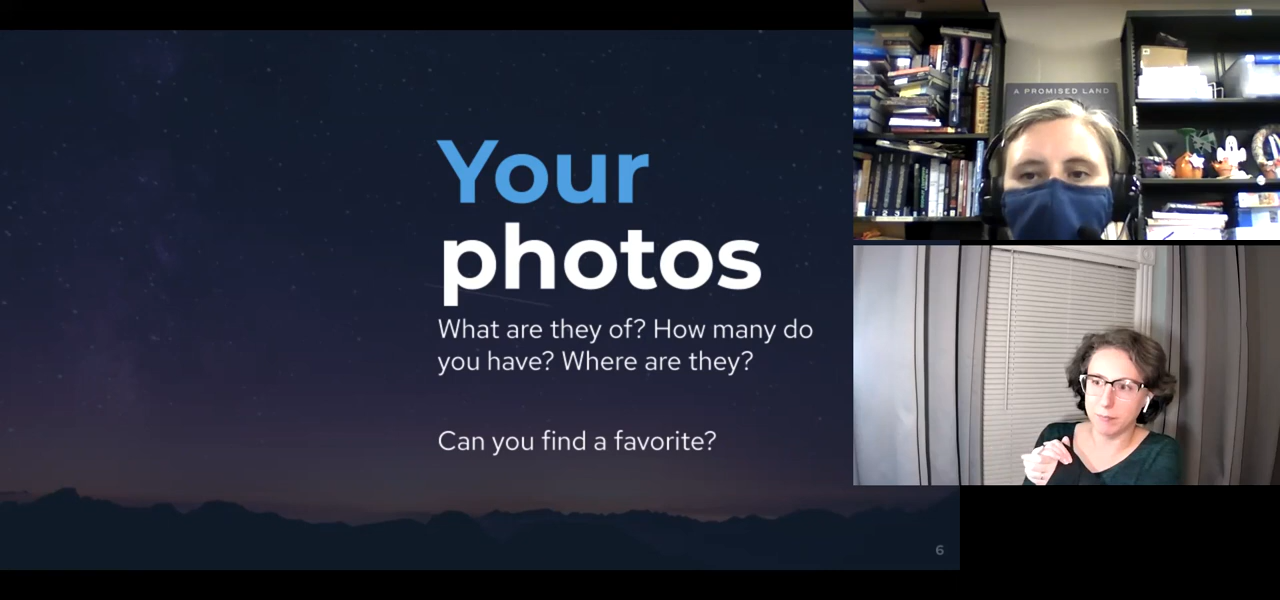 Your
photos
What are they of? How many do
you have? Where are they?
Can you find a favorite?
6
A PROMISED LAND